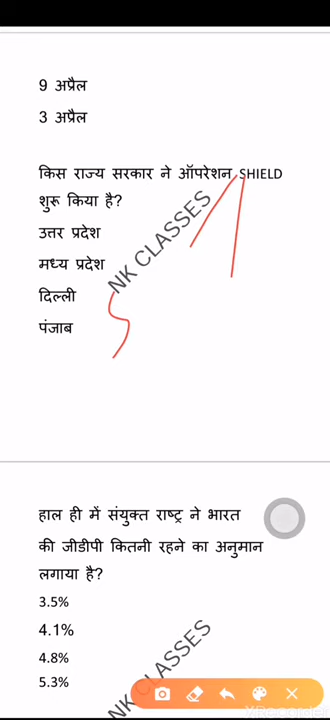 9 अप्रैल
3 अप्रैल
किस राज्य सरकार ने ऑपरेशन SHIELD
शुरू किया है?
उत्तर प्रदेश
मध्य प्रदेश
दिल्ली
पंजाब
NK CLASSES
हाल ही में संयुक्त राष्ट्र ने भारत
की जीडीपी कितनी रहने का अनुमान
लगाया है?
3.5%
4.1%
4.8%
5.3%
NK CLASSES